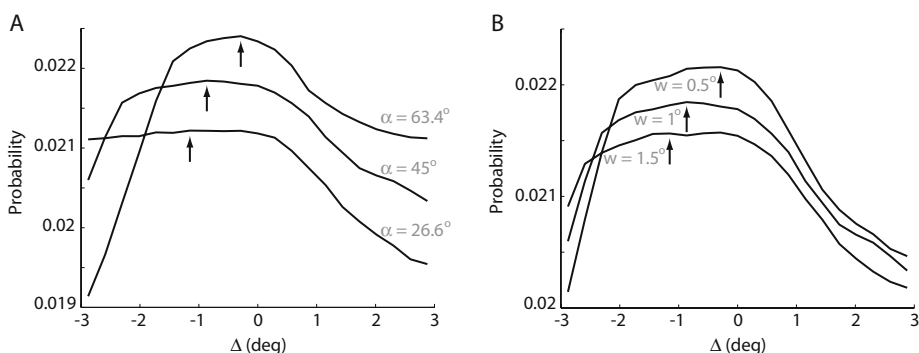 A
Probability
0.022
0.021
0.02
0.019
-3 -2 -1 0 1 2 3
Δ (deg)
α = 63.4°
α = 45°
α = 26.6°
B
Probability
0.022
0.021
0.02
-3 -2 -1 0 1 2 3
Δ (deg)
w = 0.5°
w = 1°
w = 1.5°